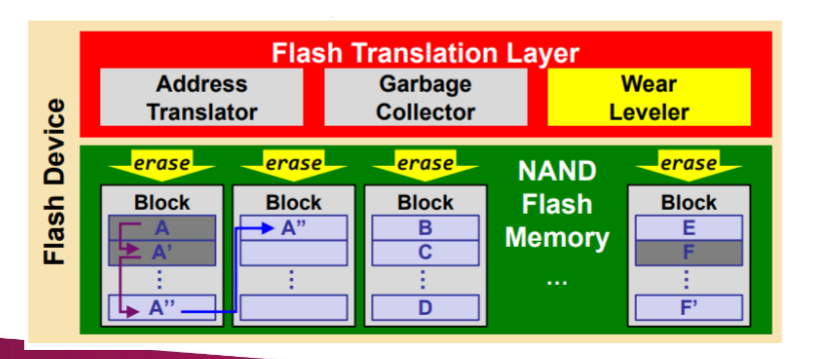 Flash Device
Flash Translation Layer
Address
Translator
Garbage
Collector
Wear
Leveler
erase
erase
erase
erase
NAND
Flash
Memory
...
Block
A
A'
⋮
A''
Block
A''
⋮
Block
B
C
⋮
D
Block
E
F
⋮
F'